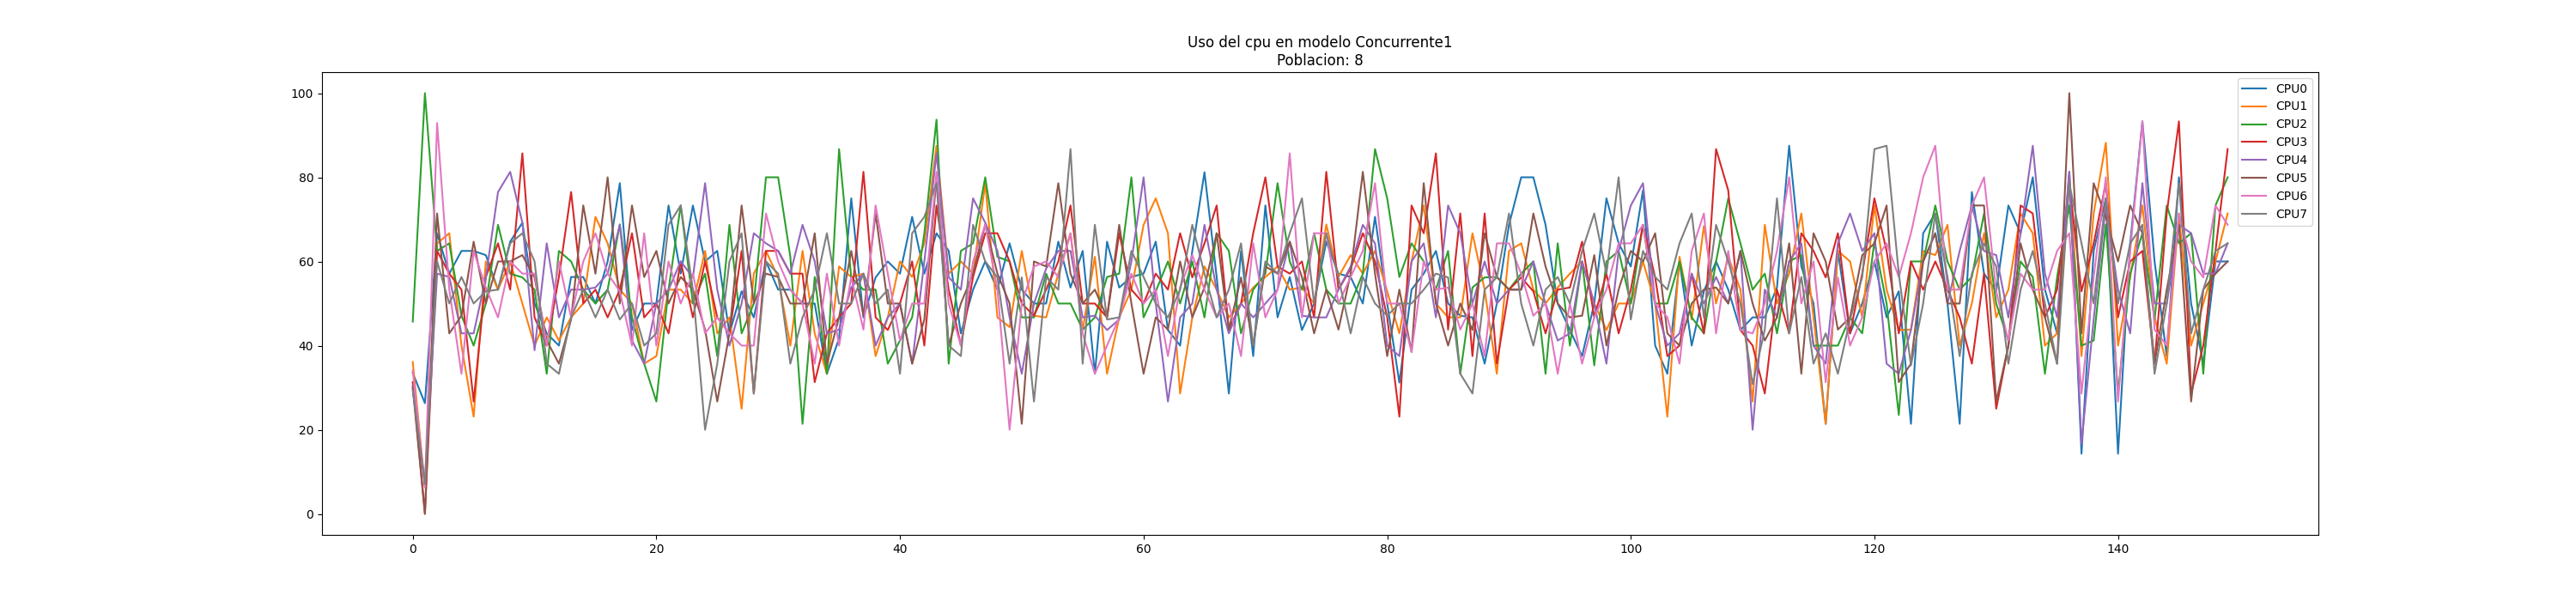 Uso del cpu en modelo Concurrente1
Poblacion: 8
100
80
60
40
20
0
0
20
40
60
80
100
120
140
CPU0
CPU1
CPU2
CPU3
CPU4
CPU5
CPU6
CPU7